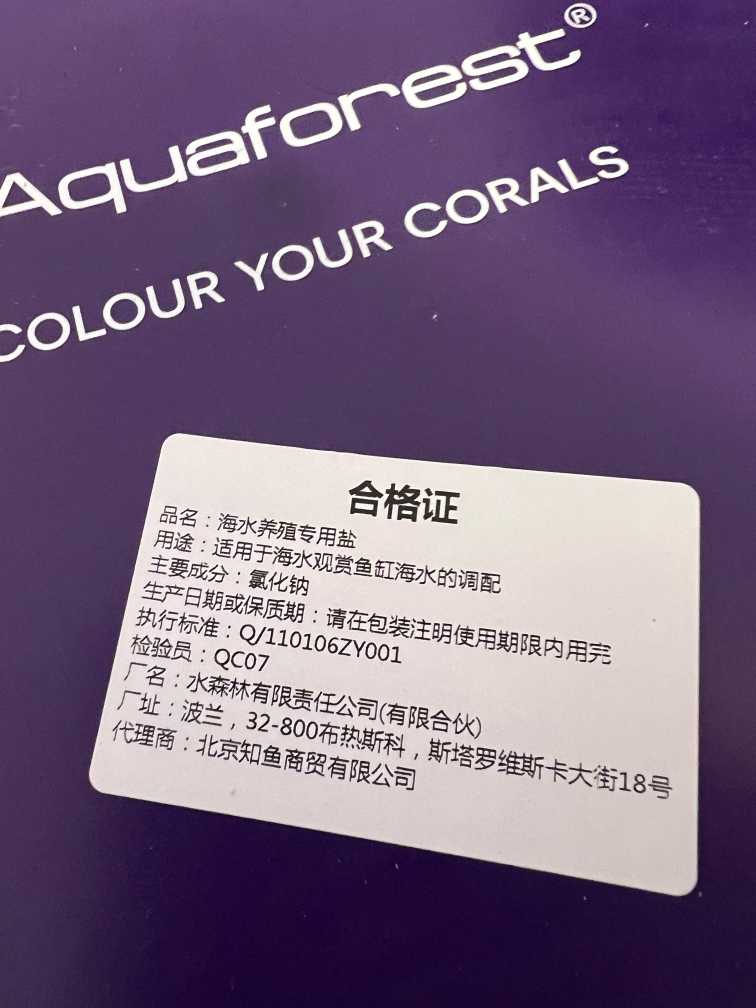 Aquaforest®
COLOUR YOUR CORALS
合格证
品名：海水养殖专用盐
用途：适用于海水观赏鱼缸海水的调配
主要成分：氯化钠
生产日期或保质期：请在包装注明使用期限内用完
执行标准：Q/110106ZY001
检验员：QC07
厂名：水森林有限责任公司(有限合伙)
厂址：波兰，32-800布热斯科，斯塔罗维斯卡大街18号
代理商：北京知鱼商贸有限公司